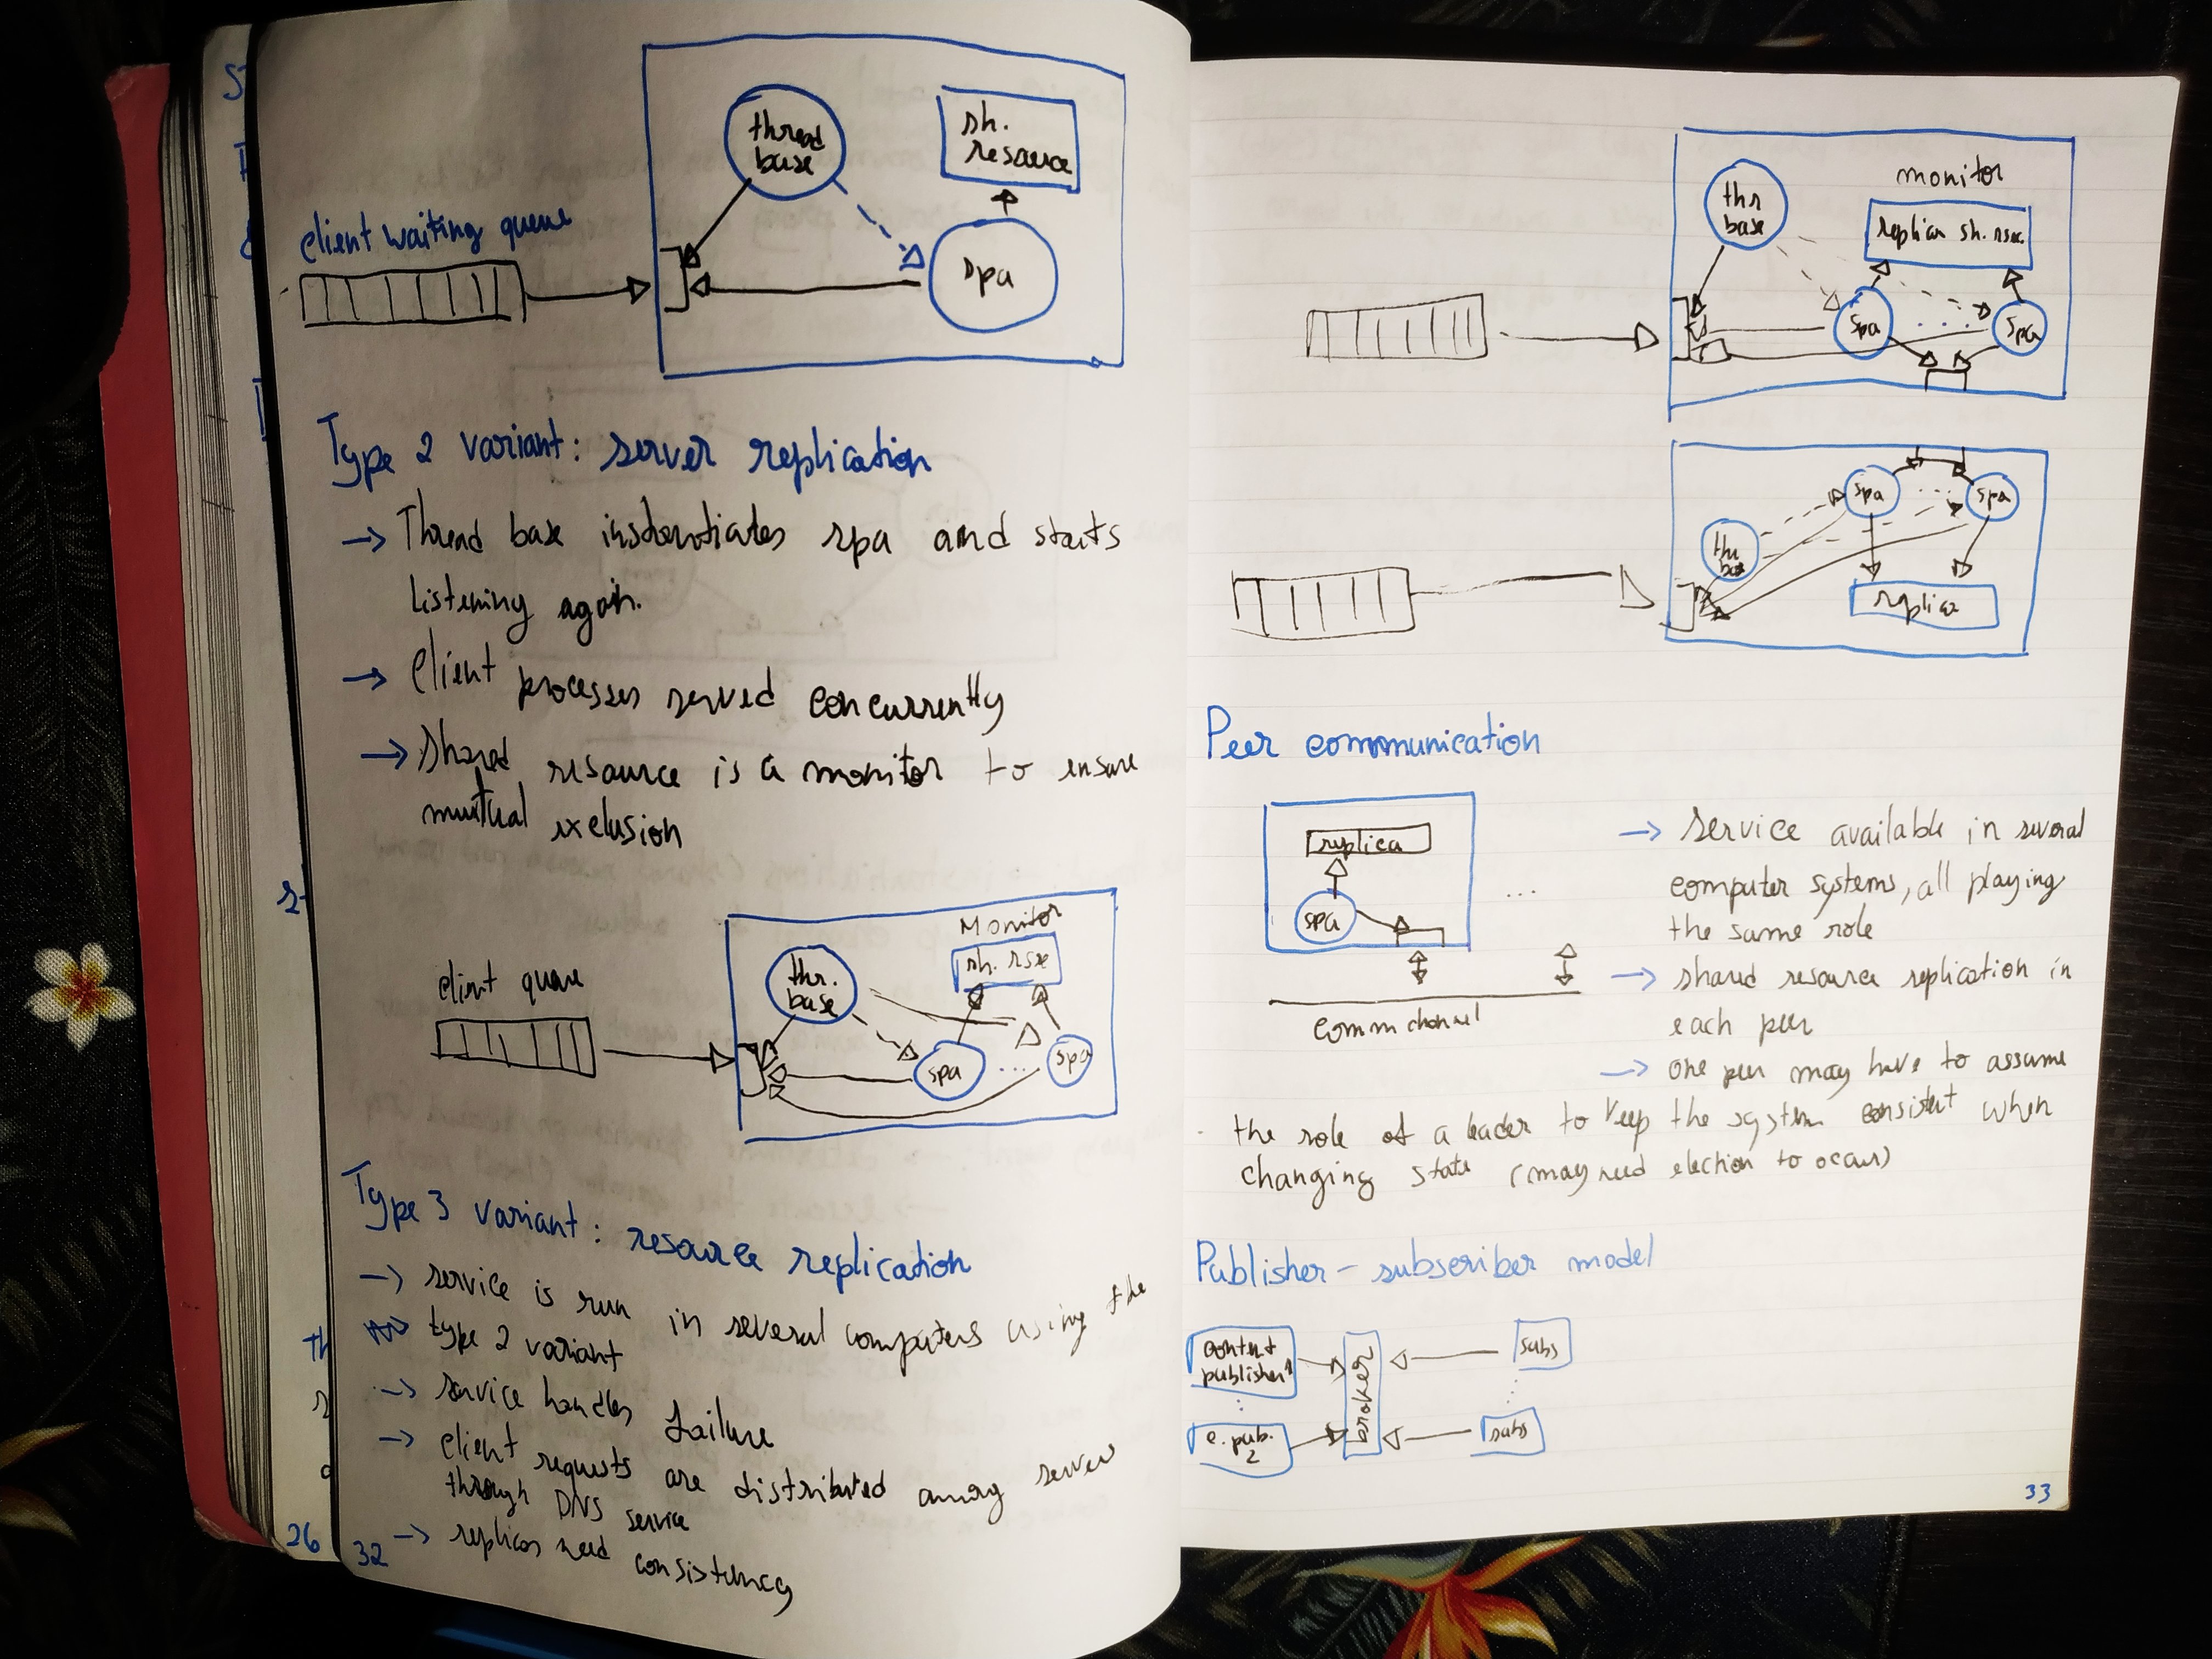 thread
base
sh.
resource
client waiting queue
spa
Type 2 variant: server replication
→ Thread base instantiates spa and starts
listening again.
→ Client processes served concurrently
→ Shared resource is a monitor to ensure
mutual exclusion
Monitor
thr.
base
sh. rsce
client queue
spa
...
spa
Type 3 variant: resource replication
→ service is run in several computers using the
type 2 variant
→ service handles failure
→ client requests are distributed among server
through DNS service
→ replicas need consistency
26
32
monitor
thr
base
replica sh. rsrc.
spa
...
spa
spa
...
spa
thr
base
replica
Peer communication
replica
spa
...
comm channel
→ service available in several
computer systems, all playing
the same role
→ shared resource replication in
each peer
→ one peer may have to assume
the role of a leader to keep the system consistent when
changing state (may need election to occur)
Publisher - subscriber model
content
publisher 1
broker
subs
c. pub.
2
subs
33